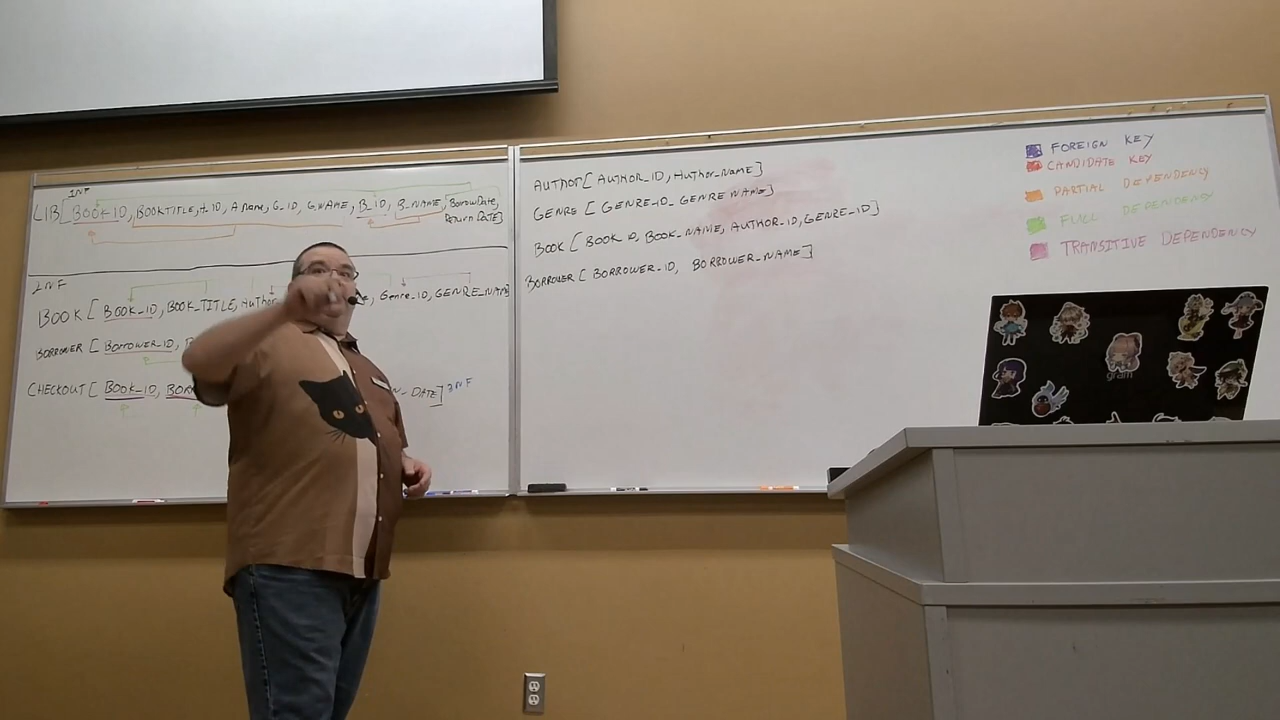 1NF
LIB[BOOK-ID, BOOKTITLE, A-ID, A Name, G-ID, G.NAME, B-ID, B-NAME, BorrowDate,
Return DATE]
2NF
BOOK [ BOOK-ID, BOOK-TITLE, Author- Genre-ID, GENRE-NAME
BORROWER [ Borrower-ID,
CHECKOUT [ BOOK-ID, DATE] 3NF
AUTHOR [ AUTHOR-ID, Author-Name]
GENRE [ GENRE-ID- GENRE NAME]
BOOK [ BOOK ID, BOOK-NAME, AUTHOR-ID, GENRE-ID]
BORROWER [ BORROWER-ID, BORROWER-NAME]
FOREIGN KEY
CANDIDATE KEY
PARTIAL DEPENDENCY
FULL DEPENDENCY
TRANSITIVE DEPENDENCY
gram